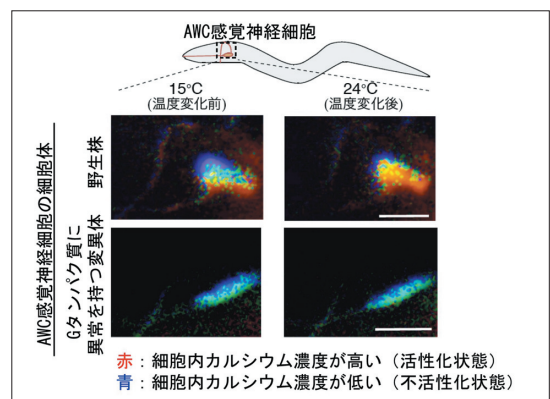 AWC感覚神経細胞
15°C
(温度変化前)
24°C
(温度変化後)
AWC感覚神経細胞の細胞体
野生株
Gタンパク質に
異常を持つ変異体
赤：細胞内カルシウム濃度が高い（活性化状態）
青：細胞内カルシウム濃度が低い（不活性化状態）